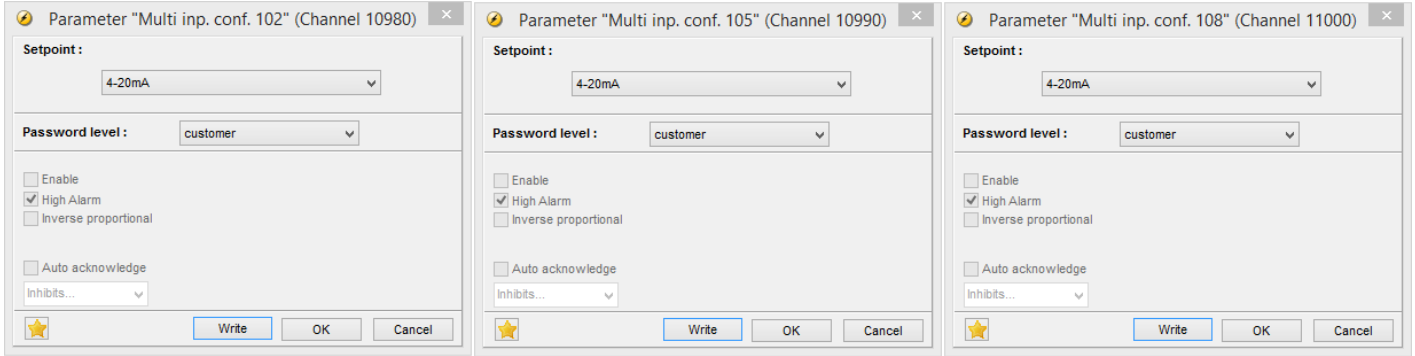 Parameter "Multi inp. conf. 102" (Channel 10980)
Setpoint :
4-20mA
Password level : customer
Enable
High Alarm
Inverse proportional
Auto acknowledge
Inhibits...
Write OK Cancel
Parameter "Multi inp. conf. 105" (Channel 10990)
Setpoint :
4-20mA
Password level : customer
Enable
High Alarm
Inverse proportional
Auto acknowledge
Inhibits...
Write OK Cancel
Parameter "Multi inp. conf. 108" (Channel 11000)
Setpoint :
4-20mA
Password level : customer
Enable
High Alarm
Inverse proportional
Auto acknowledge
Inhibits...
Write OK Cancel